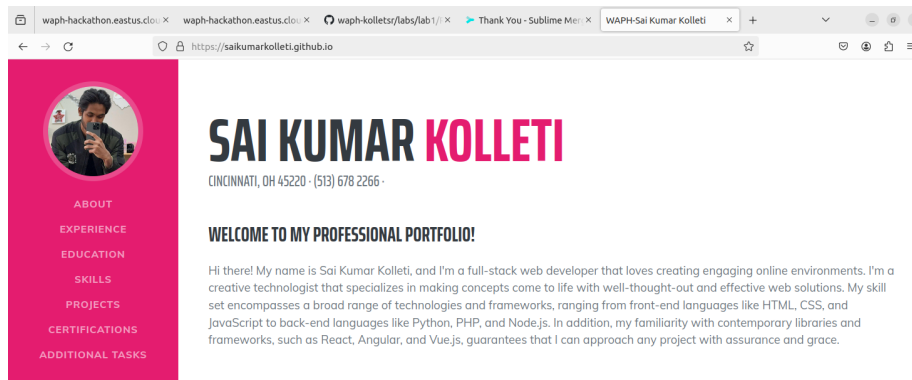 waph-hackathon.eastus.clou
waph-hackathon.eastus.clou
waph-kolletsr/labs/lab1/
Thank You - Sublime Mer
WAPH-Sai Kumar Kolleti
https://saikumarkolleti.github.io
SAI KUMAR KOLLETI
CINCINNATI, OH 45220 · (513) 678 2266 ·
ABOUT
EXPERIENCE
EDUCATION
SKILLS
PROJECTS
CERTIFICATIONS
ADDITIONAL TASKS
WELCOME TO MY PROFESSIONAL PORTFOLIO!
Hi there! My name is Sai Kumar Kolleti, and I'm a full-stack web developer that loves creating engaging online environments. I'm a
creative technologist that specializes in making concepts come to life with well-thought-out and effective web solutions. My skill
set encompasses a broad range of technologies and frameworks, ranging from front-end languages like HTML, CSS, and
JavaScript to back-end languages like Python, PHP, and Node.js. In addition, my familiarity with contemporary libraries and
frameworks, such as React, Angular, and Vue.js, guarantees that I can approach any project with assurance and grace.